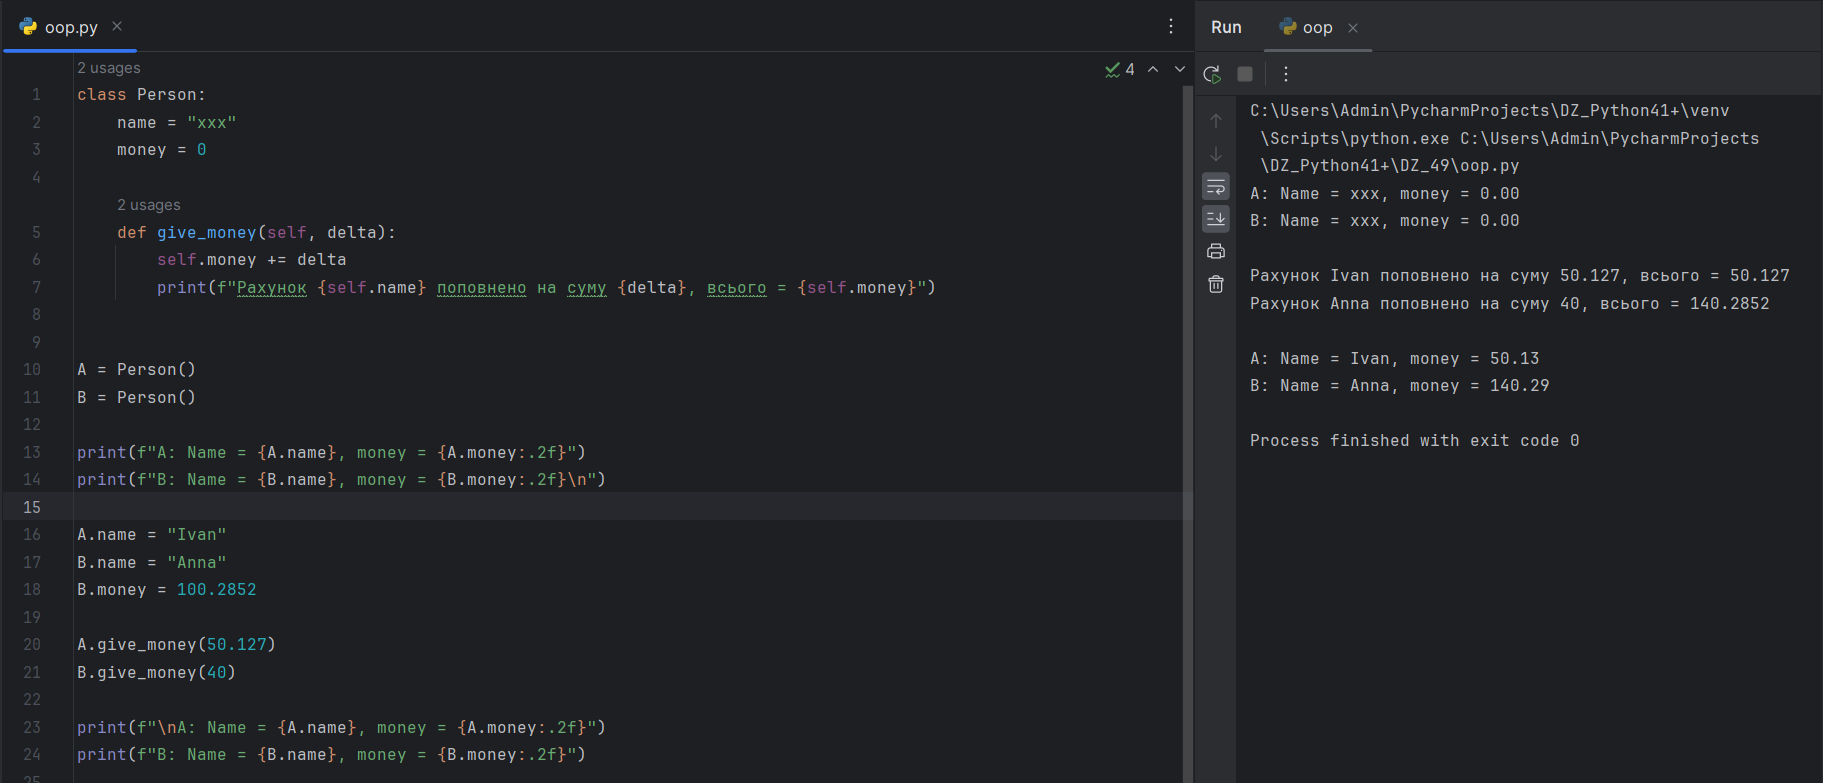 oop.py
2 usages
4
1 class Person:
2 name = "xxx"
3 money = 0
4
2 usages
5 def give_money(self, delta):
6 self.money += delta
7 print(f"Рахунок {self.name} поповнено на суму {delta}, всього = {self.money}")
8
9
10 A = Person()
11 B = Person()
12
13 print(f"A: Name = {A.name}, money = {A.money:.2f}")
14 print(f"B: Name = {B.name}, money = {B.money:.2f}\n")
15
16 A.name = "Ivan"
17 B.name = "Anna"
18 B.money = 100.2852
19
20 A.give_money(50.127)
21 B.give_money(40)
22
23 print(f"\nA: Name = {A.name}, money = {A.money:.2f}")
24 print(f"B: Name = {B.name}, money = {B.money:.2f}")
25
Run oop
C:\Users\Admin\PycharmProjects\DZ_Python41+\venv
\Scripts\python.exe C:\Users\Admin\PycharmProjects
\DZ_Python41+\DZ_49\oop.py
A: Name = xxx, money = 0.00
B: Name = xxx, money = 0.00
Рахунок Ivan поповнено на суму 50.127, всього = 50.127
Рахунок Anna поповнено на суму 40, всього = 140.2852
A: Name = Ivan, money = 50.13
B: Name = Anna, money = 140.29
Process finished with exit code 0